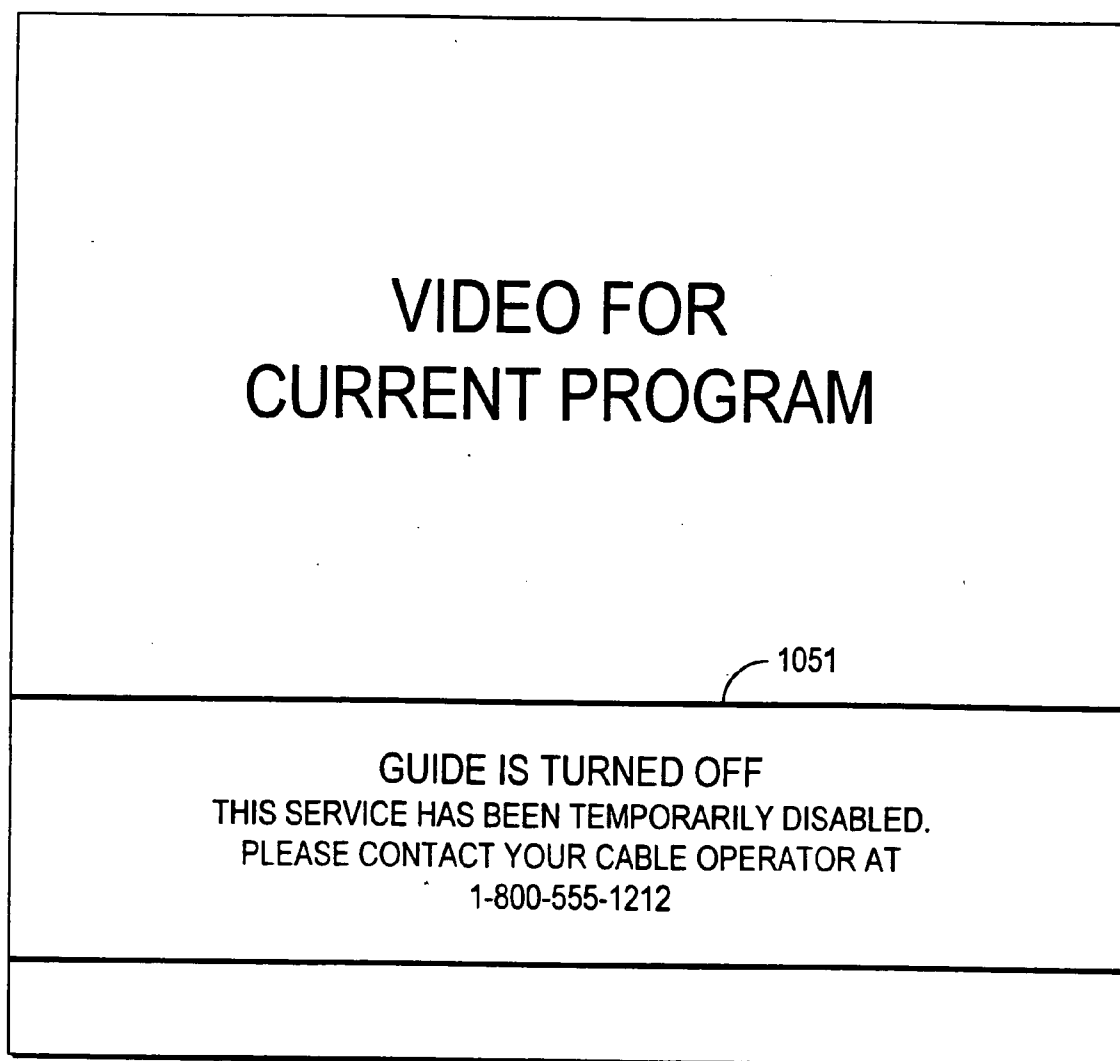 VIDEO FOR
CURRENT PROGRAM
1051
GUIDE IS TURNED OFF
THIS SERVICE HAS BEEN TEMPORARILY DISABLED.
PLEASE CONTACT YOUR CABLE OPERATOR AT
1-800-555-1212